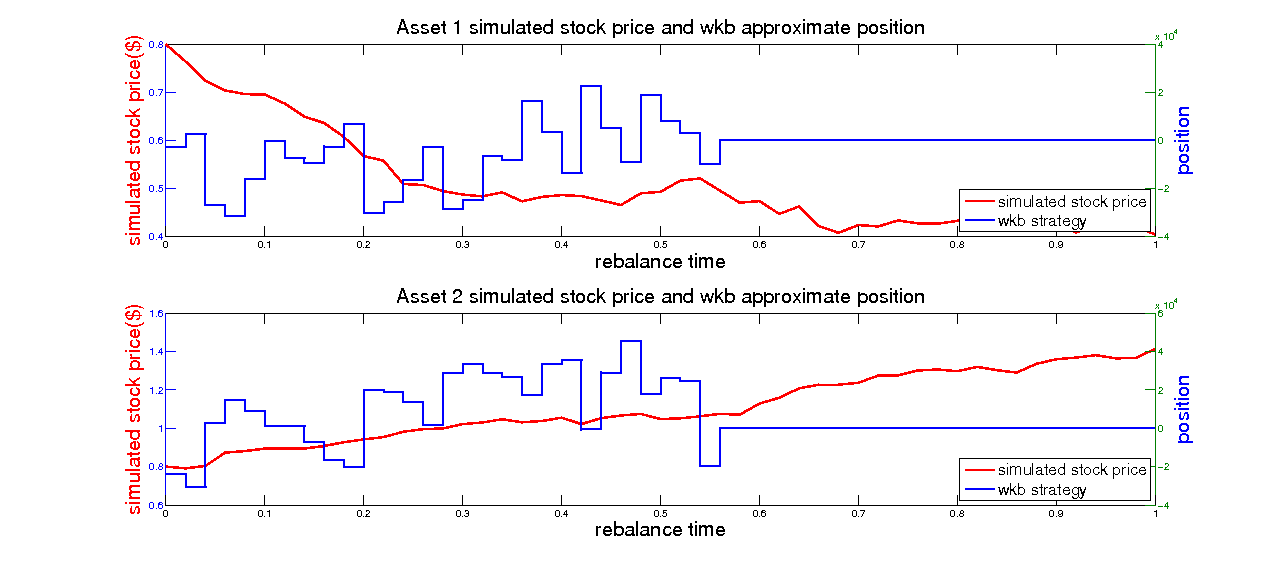 Asset 1 simulated stock price and wkb approximate position
x 10^4
simulated stock price($)
0.8
0.7
0.6
0.5
0.4
4
2
0
−2
−4
position
simulated stock price
wkb strategy
0 0.1 0.2 0.3 0.4 0.5 0.6 0.7 0.8 0.9 1
rebalance time
Asset 2 simulated stock price and wkb approximate position
x 10^4
simulated stock price($)
1.6
1.4
1.2
1
0.8
0.6
6
4
2
0
−2
−4
position
simulated stock price
wkb strategy
0 0.1 0.2 0.3 0.4 0.5 0.6 0.7 0.8 0.9 1
rebalance time